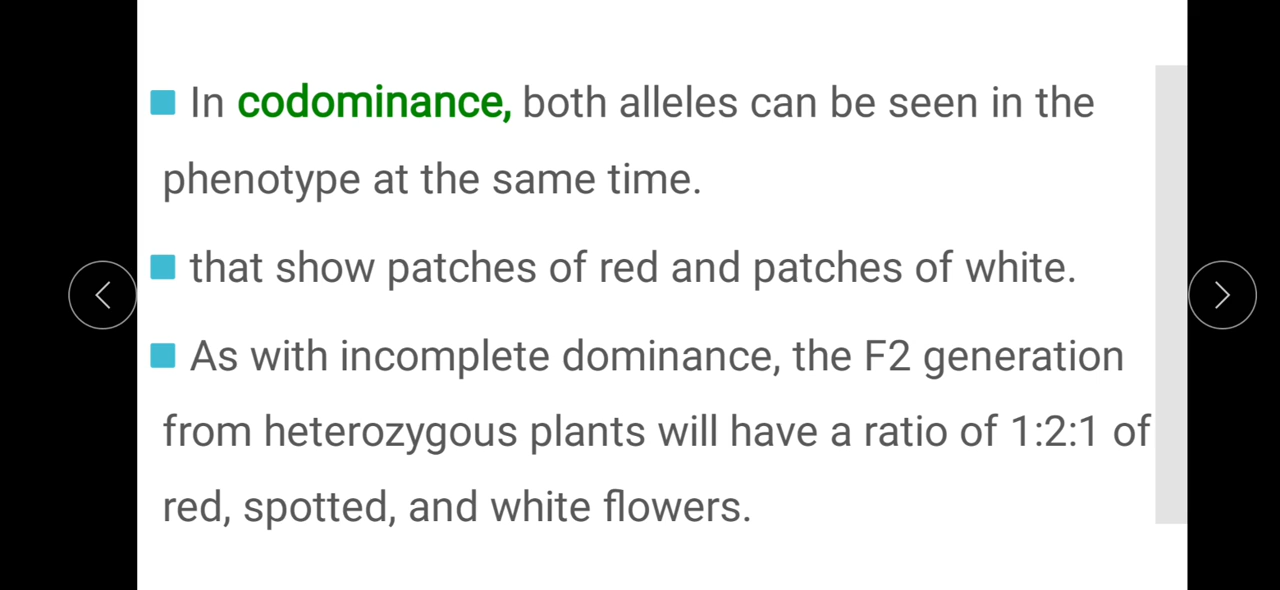 In codominance, both alleles can be seen in the
phenotype at the same time.
that show patches of red and patches of white.
As with incomplete dominance, the F2 generation
from heterozygous plants will have a ratio of 1:2:1 of
red, spotted, and white flowers.